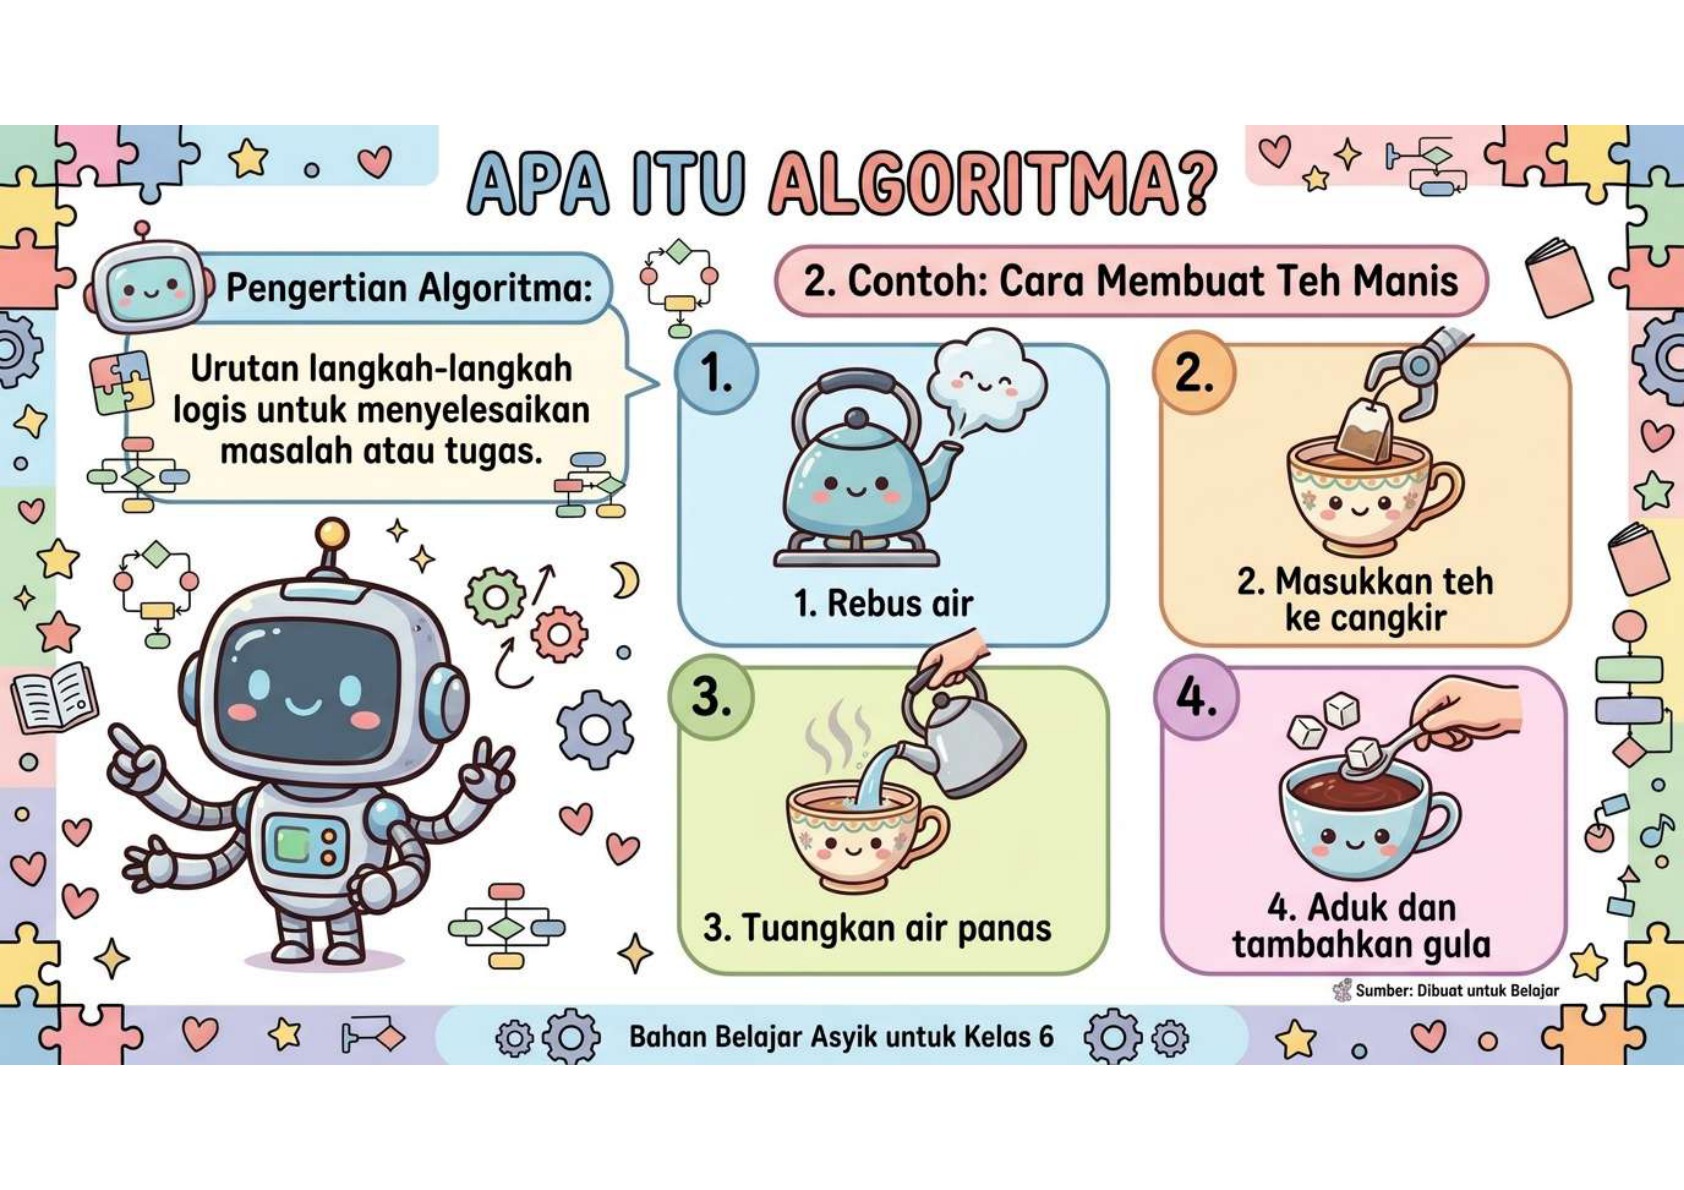 APA ITU ALGORITMA?
Pengertian Algoritma:
Urutan langkah-langkah
logis untuk menyelesaikan
masalah atau tugas.
2. Contoh: Cara Membuat Teh Manis
1.
1. Rebus air
2.
2. Masukkan teh
ke cangkir
3.
3. Tuangkan air panas
4.
4. Aduk dan
tambahkan gula
Sumber: Dibuat untuk Belajar
Bahan Belajar Asyik untuk Kelas 6